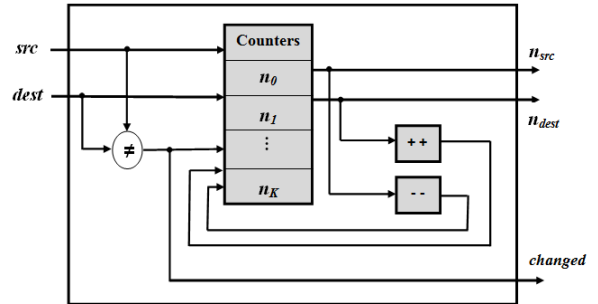 src
dest
Counters
n0
n1
⋮
nK
≠
++
--
nsrc
ndest
changed